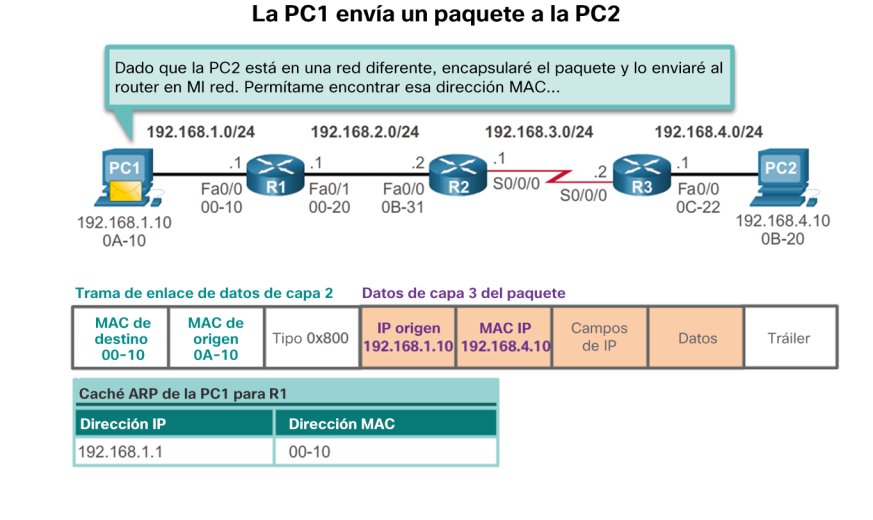 La PC1 envía un paquete a la PC2
Dado que la PC2 está en una red diferente, encapsularé el paquete y lo enviaré al
router en MI red. Permítame encontrar esa dirección MAC...
192.168.1.0/24
192.168.2.0/24
192.168.3.0/24
192.168.4.0/24
PC1
.1
R1
.1
.2
R2
.1
.2
R3
.1
PC2
Fa0/0
00-10
Fa0/1
00-20
Fa0/0
0B-31
S0/0/0
S0/0/0
Fa0/0
0C-22
192.168.1.10
0A-10
192.168.4.10
0B-20
Trama de enlace de datos de capa 2
Datos de capa 3 del paquete
MAC de
destino
00-10
MAC de
origen
0A-10
Tipo 0x800
IP origen
192.168.1.10
MAC IP
192.168.4.10
Campos
de IP
Datos
Tráiler
Caché ARP de la PC1 para R1
Dirección IP
Dirección MAC
192.168.1.1
00-10